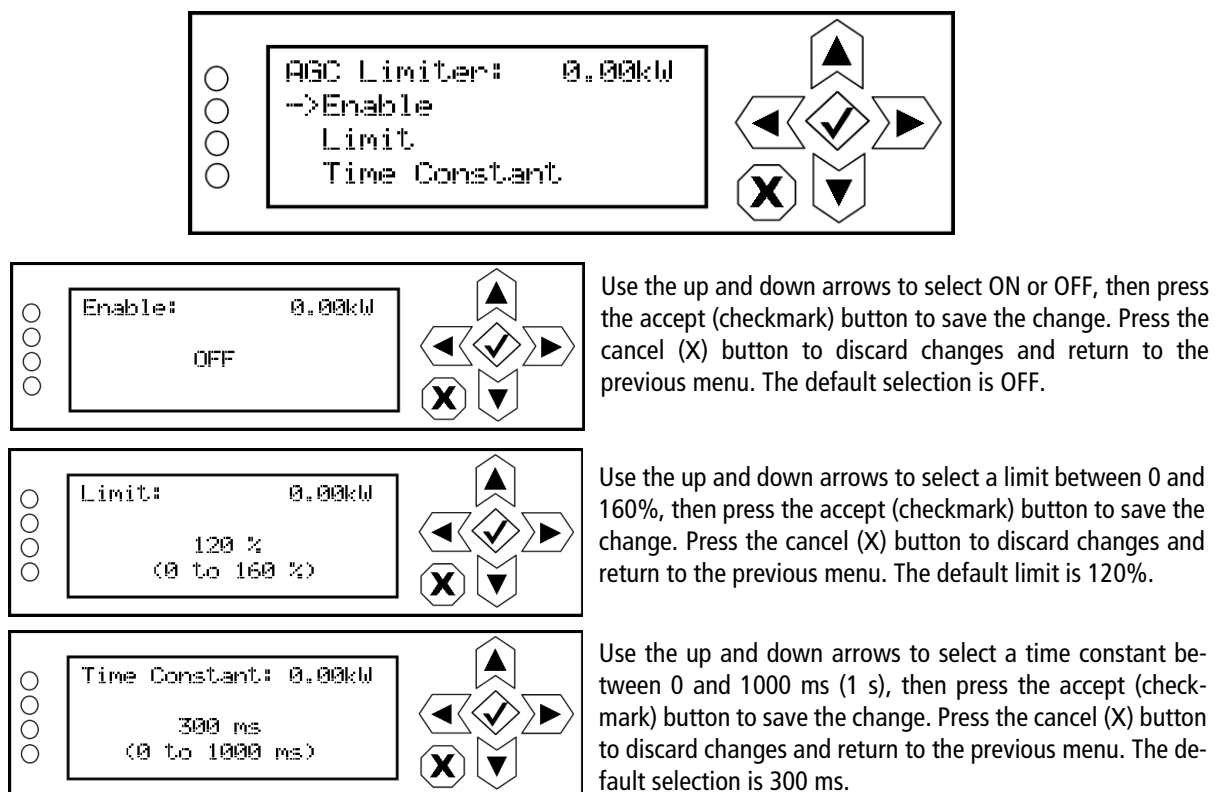 AGC Limiter: 0.00kW
->Enable
Limit
Time Constant
X
Enable: 0.00kW
OFF
X
Use the up and down arrows to select ON or OFF, then press
the accept (checkmark) button to save the change. Press the
cancel (X) button to discard changes and return to the
previous menu. The default selection is OFF.
Limit: 0.00kW
120 %
(0 to 160 %)
X
Use the up and down arrows to select a limit between 0 and
160%, then press the accept (checkmark) button to save the
change. Press the cancel (X) button to discard changes and
return to the previous menu. The default limit is 120%.
Time Constant: 0.00kW
300 ms
(0 to 1000 ms)
X
Use the up and down arrows to select a time constant be-
tween 0 and 1000 ms (1 s), then press the accept (check-
mark) button to save the change. Press the cancel (X) button
to discard changes and return to the previous menu. The de-
fault selection is 300 ms.